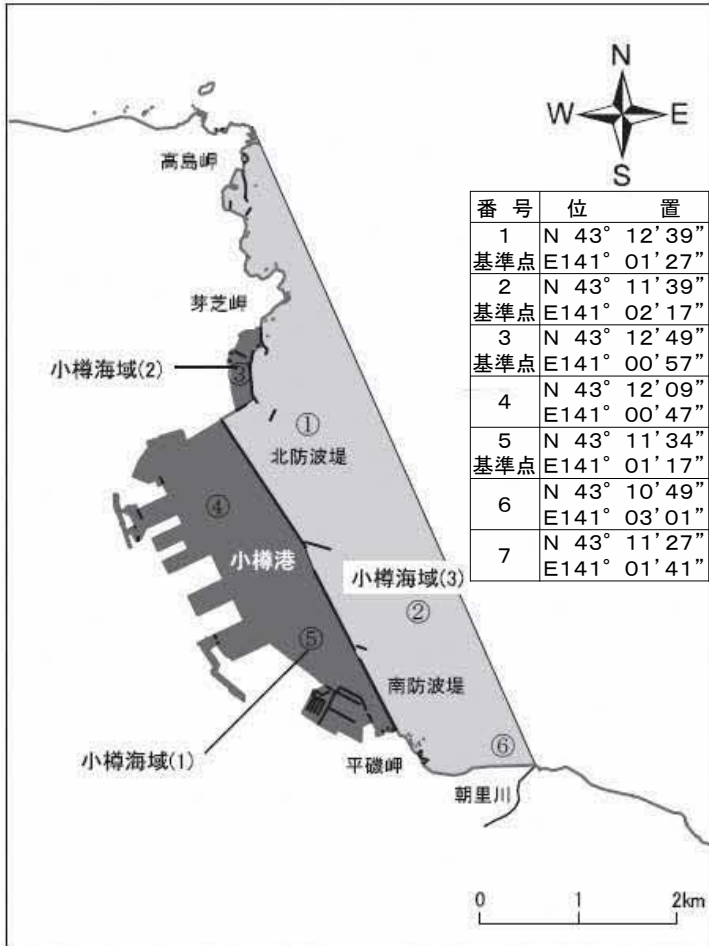 N
W E
S
高島岬
番 号 位 置
1 N 43° 12’39”
基準点 E141° 01’27”
2 N 43° 11’39”
基準点 E141° 02’17”
3 N 43° 12’49”
基準点 E141° 00’57”
4 N 43° 12’09”
E141° 00’47”
5 N 43° 11’34”
基準点 E141° 01’17”
6 N 43° 10’49”
E141° 03’01”
7 N 43° 11’27”
E141° 01’41”
芽芝岬
小樽海域(2)
③
①
北防波堤
④
小樽港
小樽海域(3)
②
⑤
南防波堤
⑥
小樽海域(1)
平磯岬
朝里川
0 1 2km